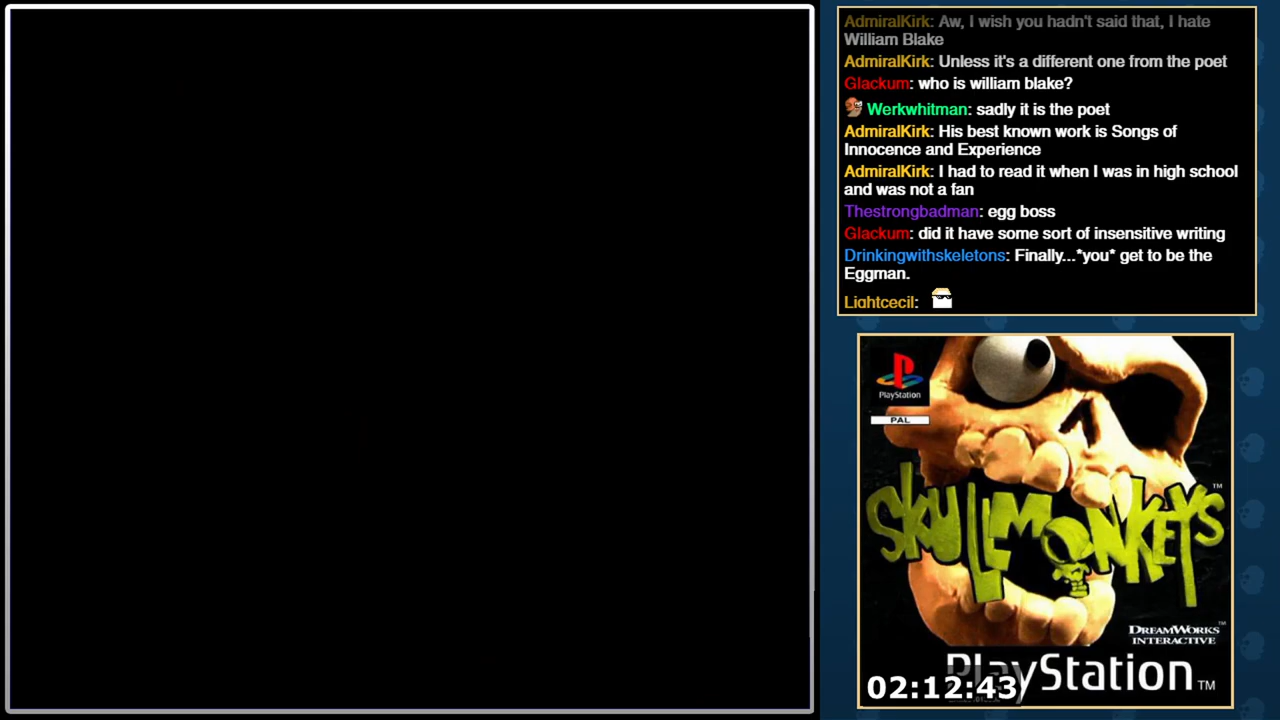 AdmiralKirk: Aw, I wish you hadn't said that, I hate
William Blake
AdmiralKirk: Unless it's a different one from the poet
Glackum: who is william blake?
Werkwhitman: sadly it is the poet
AdmiralKirk: His best known work is Songs of
Innocence and Experience
AdmiralKirk: I had to read it when I was in high school
and was not a fan
Thestrongbadman: egg boss
Glackum: did it have some sort of insensitive writing
Drinkingwithskeletons: Finally...*you* get to be the
Eggman.
Lightcecil:
PlayStation
PAL
SKULLMONKEYS™
DREAMWORKS™
INTERACTIVE
PlayStation™
02:12:43